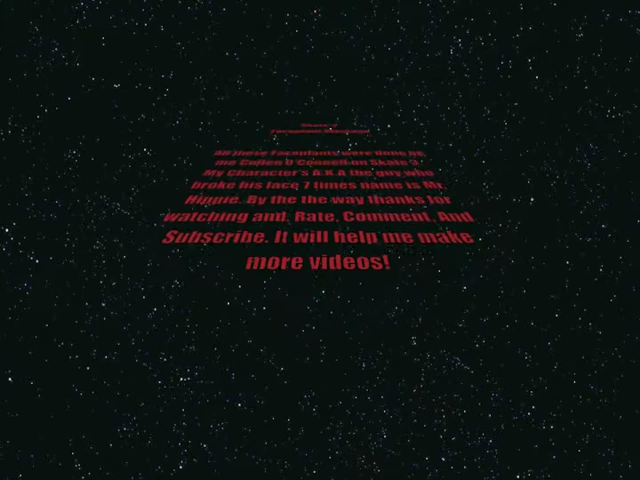 All these Faceplants were done by
me Cullen O'Connell on Skate 3.
My Character's A.K.A the guy who
broke his face 7 times name is Mr.
Hippie. By the the way thanks for
watching and, Rate, Comment, And
Subscribe. It will help me make
more videos!